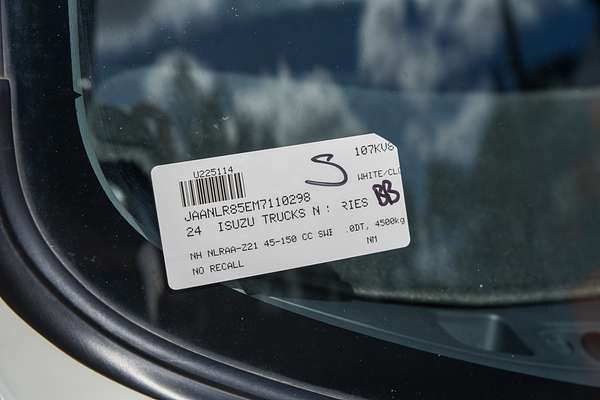 U225114
S
107KV8
WHITE/CL
JAANLR85EM7110298
BB
24 ISUZU TRUCKS N RIES
NH NLRAA-Z21 45-150 CC SWB .0DT, 4500kg
NO RECALL
NM